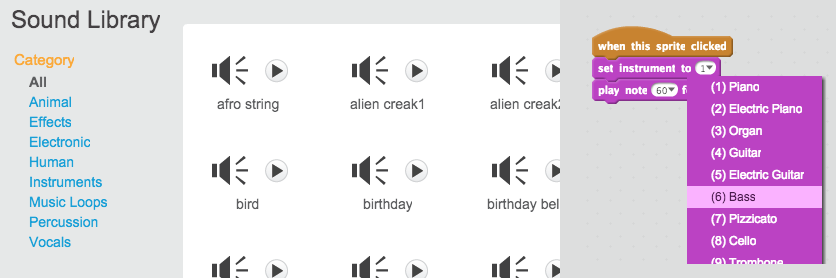 Sound Library
Category
All
Animal
Effects
Electronic
Human
Instruments
Music Loops
Percussion
Vocals
afro string
alien creak1
alien creak2
bird
birthday
birthday bel
when this sprite clicked
set instrument to 1
play note 60 f
(1) Piano
(2) Electric Piano
(3) Organ
(4) Guitar
(5) Electric Guitar
(6) Bass
(7) Pizzicato
(8) Cello
(9) Trombone